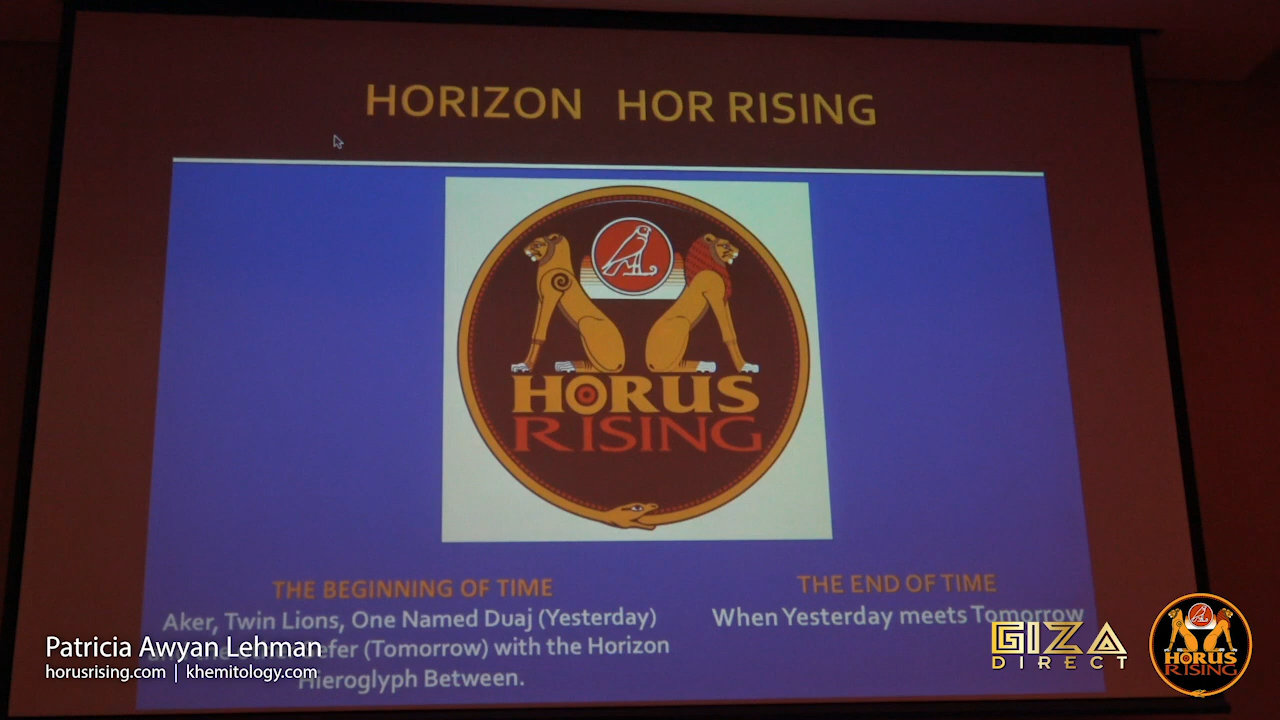 HORIZON HOR RISING
HORUS
RISING
THE BEGINNING OF TIME
Aker, Twin Lions, One Named Duaj (Yesterday)
efer (Tomorrow) with the Horizon
Hieroglyph Between.
THE END OF TIME
When Yesterday meets Tomorrow
Patricia Awyan Lehman
horusrising.com | khemitology.com
GIZA
DIRECT
HORUS
RISING